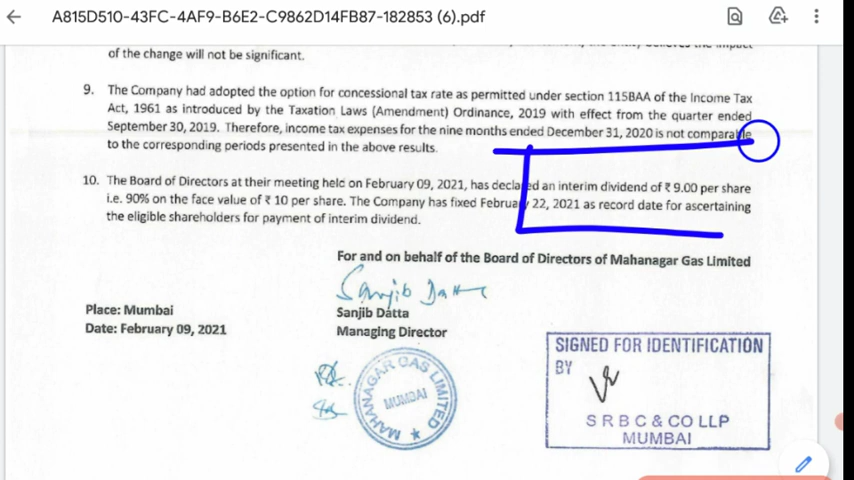 A815D510-43FC-4AF9-B6E2-C9862D14FB87-182853 (6).pdf
of the change will not be significant.
9. The Company had adopted the option for concessional tax rate as permitted under section 115BAA of the Income Tax
Act, 1961 as introduced by the Taxation Laws (Amendment) Ordinance, 2019 with effect from the quarter ended
September 30, 2019. Therefore, income tax expenses for the nine months ended December 31, 2020 is not comparable
to the corresponding periods presented in the above results.
10. The Board of Directors at their meeting held on February 09, 2021, has declared an interim dividend of ₹ 9.00 per share
i.e. 90% on the face value of ₹ 10 per share. The Company has fixed February 22, 2021 as record date for ascertaining
the eligible shareholders for payment of interim dividend.
For and on behalf of the Board of Directors of Mahanagar Gas Limited
Sanjib Datta
Sanjib Datta
Managing Director
Place: Mumbai
Date: February 09, 2021
MAHANAGAR GAS LIMITED
MUMBAI
SIGNED FOR IDENTIFICATION
BY
S R B C & CO LLP
MUMBAI